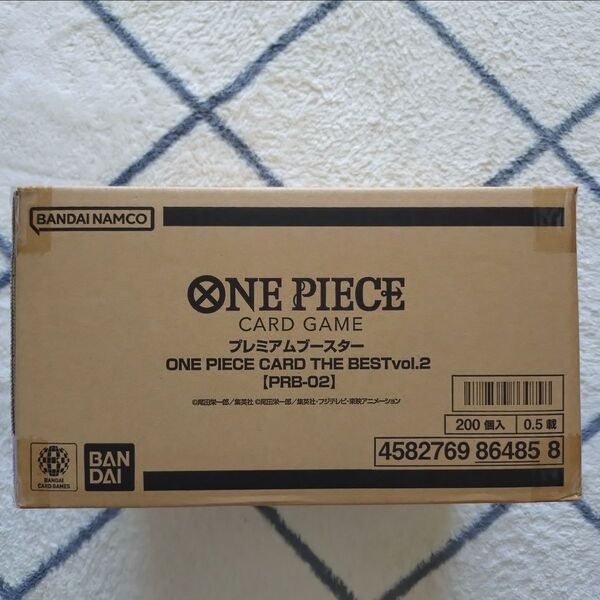 BANDAI NAMCO
ONE PIECE
CARD GAME
プレミアムブースター
ONE PIECE CARD THE BESTvol.2
【PRB-02】
©尾田栄一郎/集英社 ©尾田栄一郎/集英社・フジテレビ・東映アニメーション
200 個入 0.5 載
4582769 86485 8
BANDAI
CARD GAMES
BAN
DAI